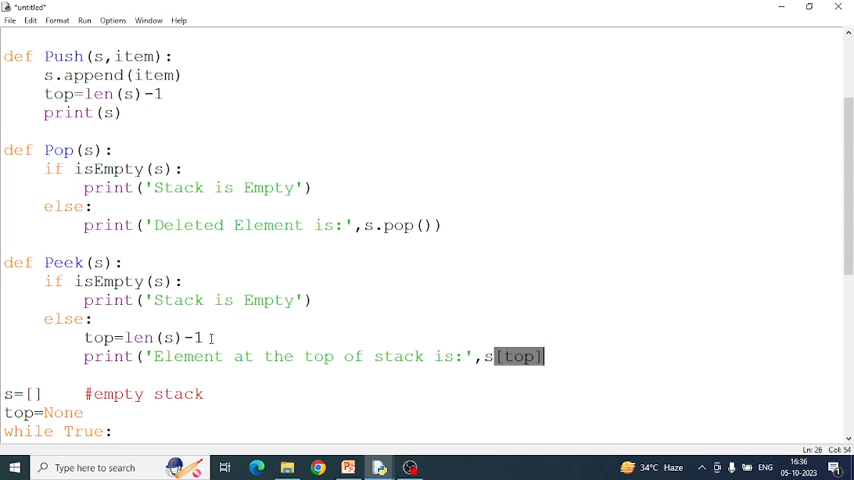 *untitled*
File Edit Format Run Options Window Help
def Push(s,item):
s.append(item)
top=len(s)-1
print(s)
def Pop(s):
if isEmpty(s):
print('Stack is Empty')
else:
print('Deleted Element is:',s.pop())
def Peek(s):
if isEmpty(s):
print('Stack is Empty')
else:
top=len(s)-1
print('Element at the top of stack is:',s[top]
s=[] #empty stack
top=None
while True:
Ln: 26 Col: 54
Type here to search
34°C Haze
ENG
16:36
05-10-2023